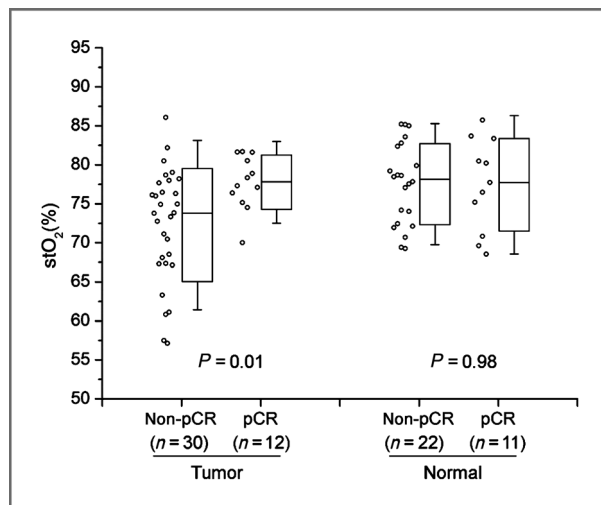 95
90
85
80
75
70
65
60
55
50
stO₂(%)
P = 0.01
P = 0.98
Non-pCR pCR Non-pCR pCR
(n = 30) (n = 12) (n = 22) (n = 11)
Tumor Normal